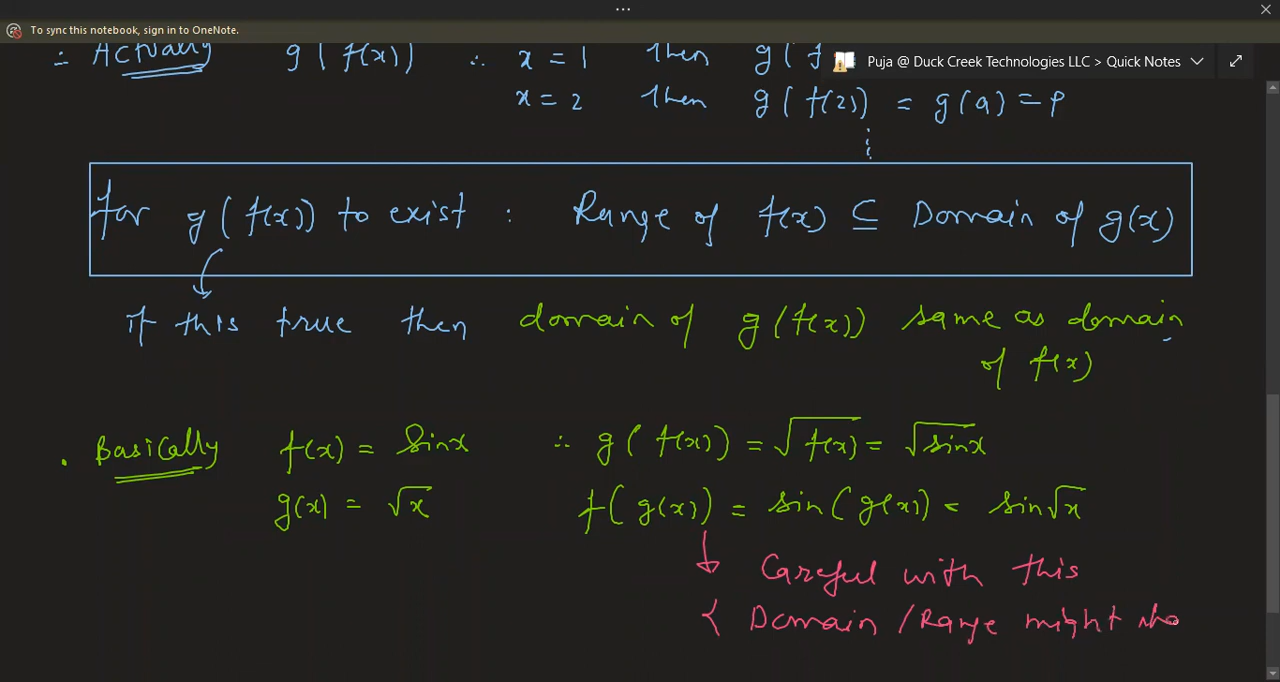 To sync this notebook, sign in to OneNote.
Puja @ Duck Creek Technologies LLC > Quick Notes
∴ Actually g(f(x)) ∴ x = 1 then g(f
x = 2 then g(f(2)) = g(a) = p
for g(f(x)) to exist : Range of f(x) ⊆ Domain of g(x)
if this true then domain of g(f(x)) same as domain
of f(x)
. Basically f(x) = sinx ∴ g(f(x)) = √f(x) = √sinx
g(x) = √x f(g(x)) = sin(g(x)) = sin√x
Careful with this
{ Domain / Range might